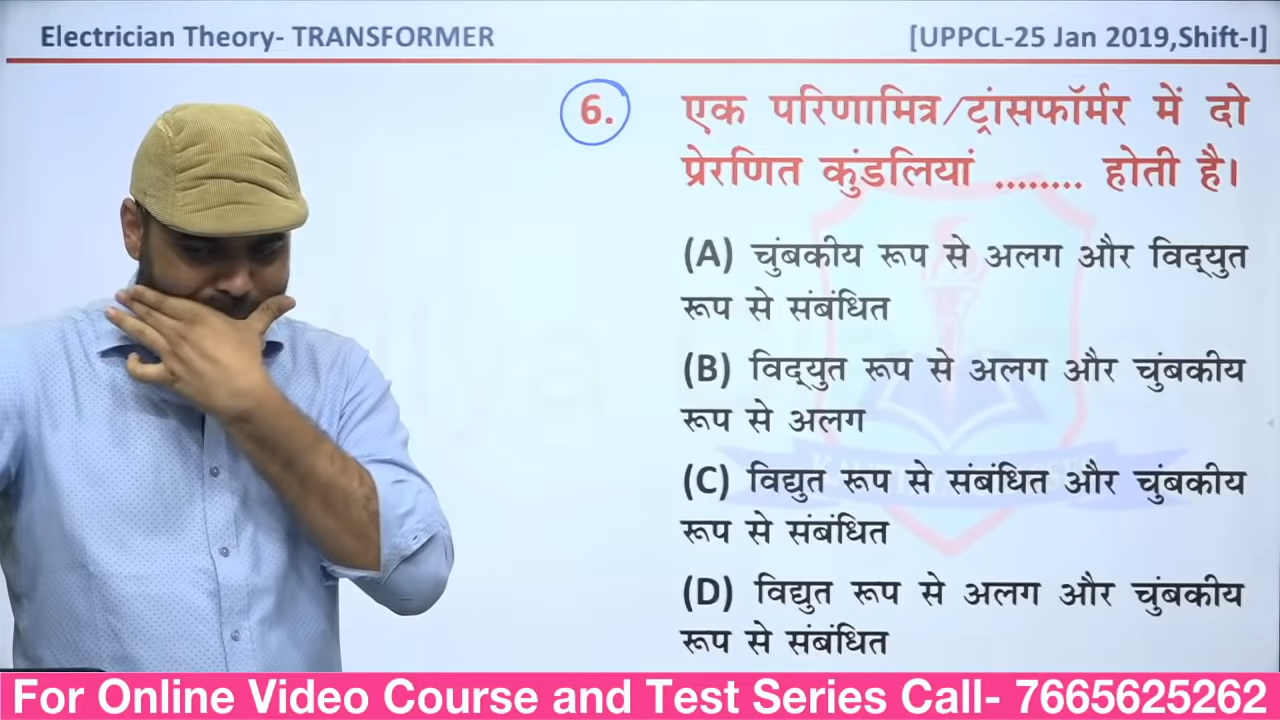 Electrician Theory- TRANSFORMER
[UPPCL-25 Jan 2019,Shift-I]
6. एक परिणामित्र/ट्रांसफॉर्मर में दो
प्रेरणित कुंडलियां ........ होती है।
(A) चुंबकीय रूप से अलग और विद्‌युत
रूप से संबंधित
(B) विद्‌युत रूप से अलग और चुंबकीय
रूप से अलग
(C) विद्युत रूप से संबंधित और चुंबकीय
रूप से संबंधित
(D) विद्युत रूप से अलग और चुंबकीय
रूप से संबंधित
For Online Video Course and Test Series Call- 7665625262